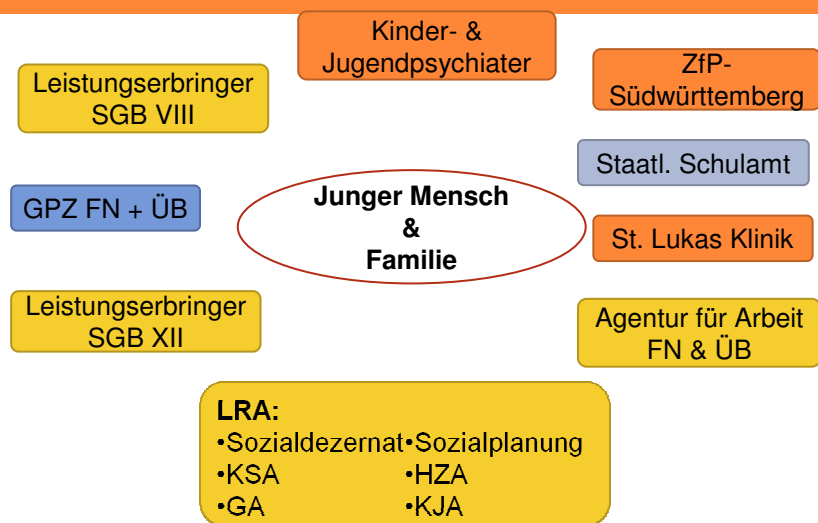 Kinder- &
Jugendpsychiater
ZfP-
Südwürttemberg
Leistungserbringer
SGB VIII
Staatl. Schulamt
GPZ FN + ÜB
Junger Mensch
&
Familie
St. Lukas Klinik
Leistungserbringer
SGB XII
Agentur für Arbeit
FN & ÜB
LRA:
•Sozialdezernat •Sozialplanung
•KSA •HZA
•GA •KJA